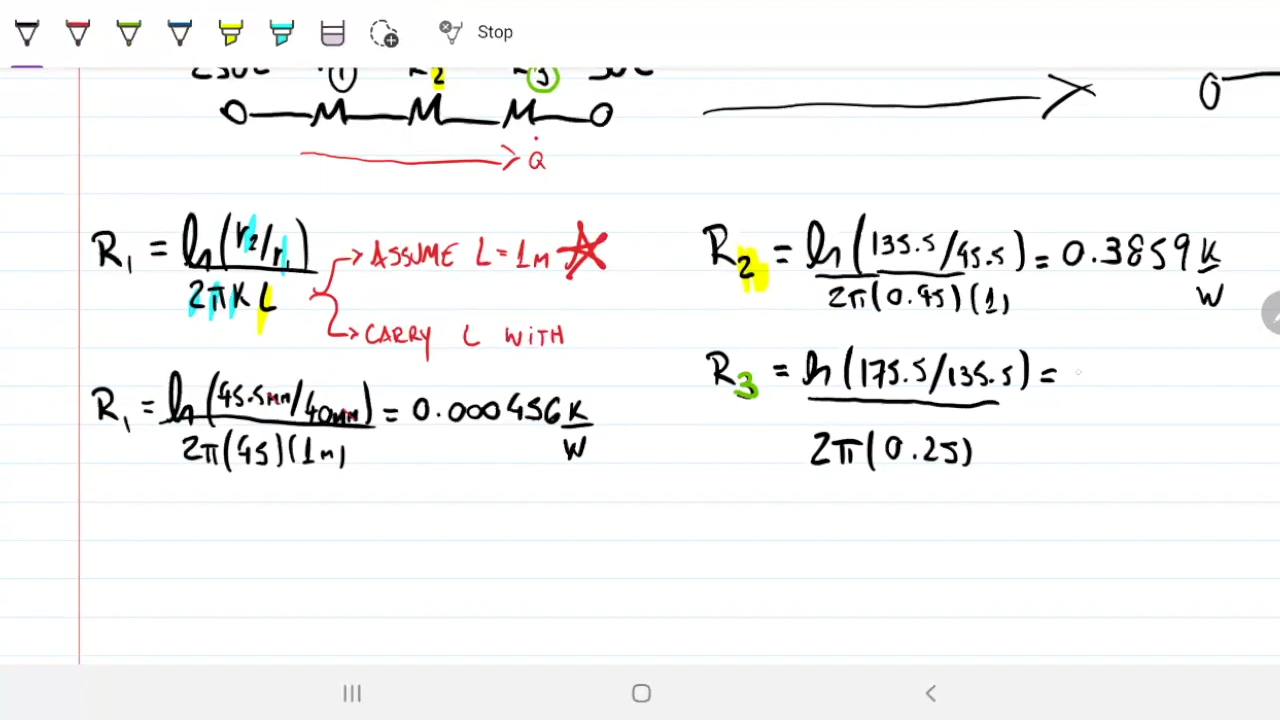 Stop
2
3
Q̇
R₁ = ln(r₂/r₁) / 2πKL
ASSUME L = 1m
CARRY L WITH
R₁ = ln(45.5mm/40mm) / 2π(45)(1m) = 0.000456 K/W
R₂ = ln(135.5/45.5) / 2π(0.45)(1) = 0.3859 K/W
R₃ = ln(175.5/135.5) / 2π(0.25) =